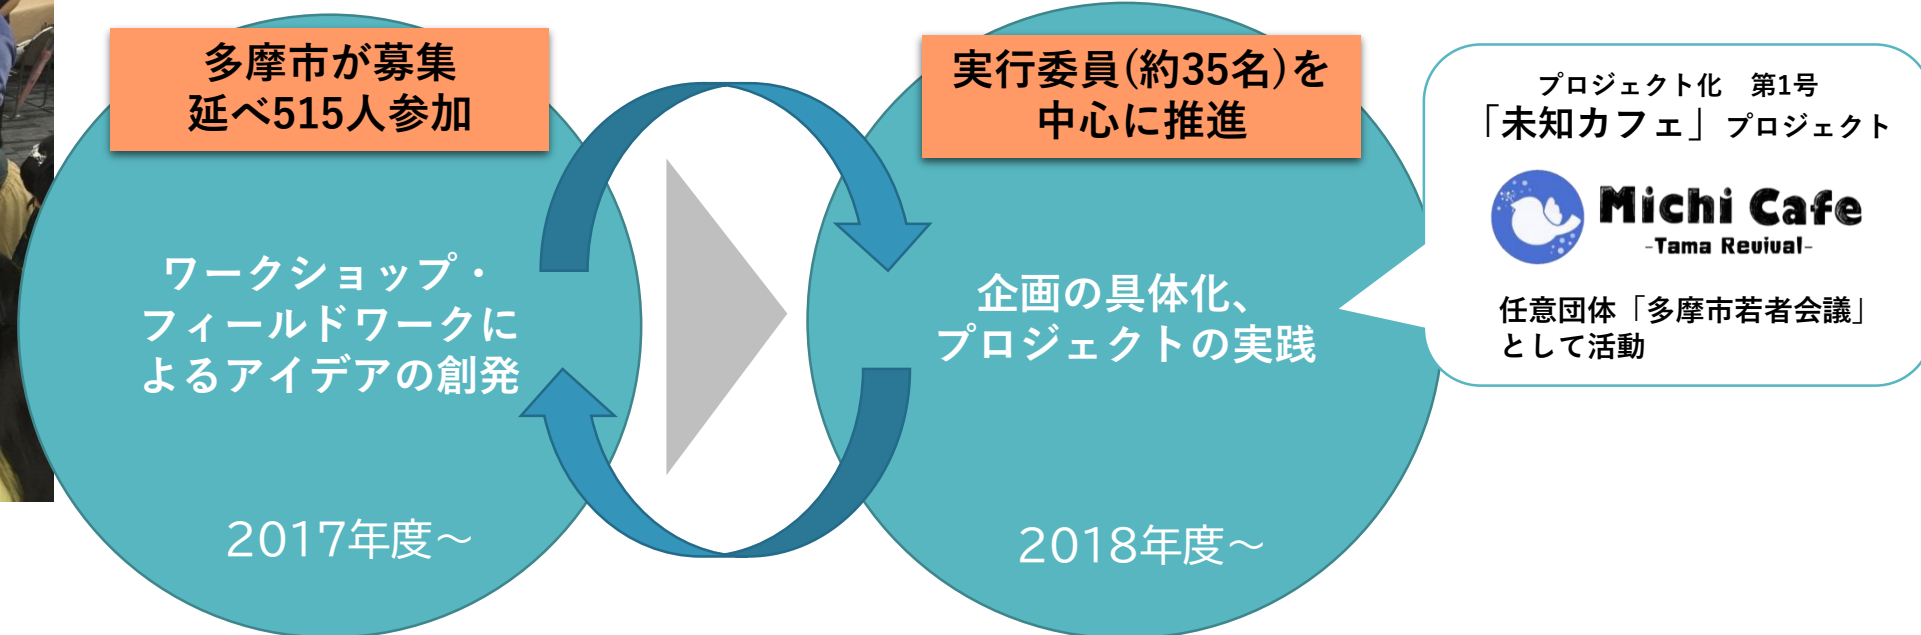 多摩市が募集
延べ515人参加
ワークショップ・
フィールドワークに
よるアイデアの創発
2017年度～
実行委員(約35名)を
中心に推進
企画の具体化、
プロジェクトの実践
2018年度～
プロジェクト化　第1号
「未知カフェ」プロジェクト
Michi Cafe
-Tama Revival-
任意団体「多摩市若者会議」
として活動